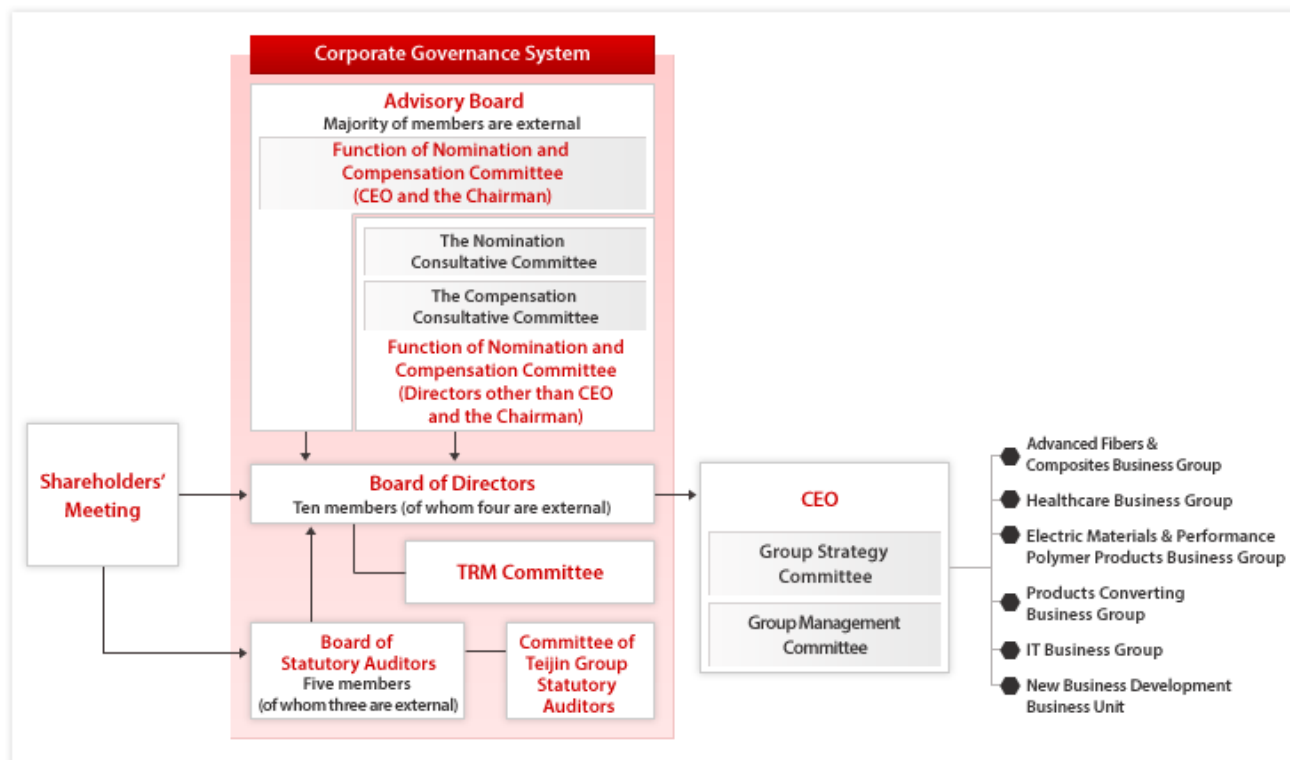 Corporate Governance System
Advisory Board
Majority of members are external
Function of Nomination and
Compensation Committee
(CEO and the Chairman)
The Nomination
Consultative Committee
The Compensation
Consultative Committee
Function of Nomination and
Compensation Committee
(Directors other than CEO
and the Chairman)
Shareholders'
Meeting
Board of Directors
Ten members (of whom four are external)
TRM Committee
Board of
Statutory Auditors
Five members
(of whom three are external)
Committee of
Teijin Group
Statutory
Auditors
CEO
Group Strategy
Committee
Group Management
Committee
Advanced Fibers &
Composites Business Group
Healthcare Business Group
Electric Materials & Performance
Polymer Products Business Group
Products Converting
Business Group
IT Business Group
New Business Development
Business Unit